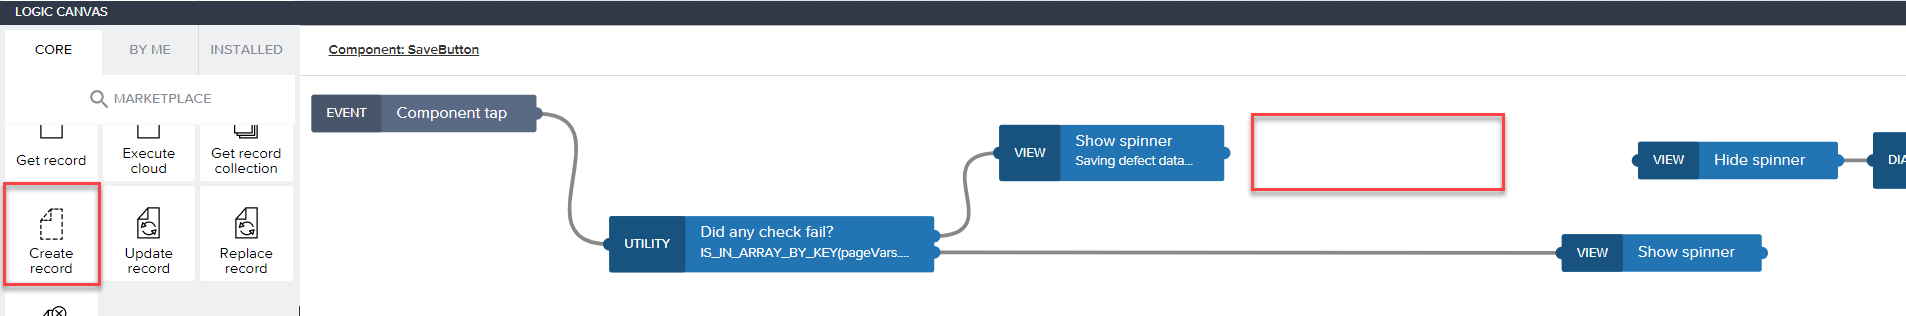 LOGIC CANVAS
CORE
BY ME
INSTALLED
MARKETPLACE
Get record
Execute
cloud
Get record
collection
Create
record
Update
record
Replace
record
Component: SaveButton
EVENT
Component tap
UTILITY
Did any check fail?
IS_IN_ARRAY_BY_KEY(pageVars....
VIEW
Show spinner
Saving defect data...
VIEW
Hide spinner
DIA
VIEW
Show spinner